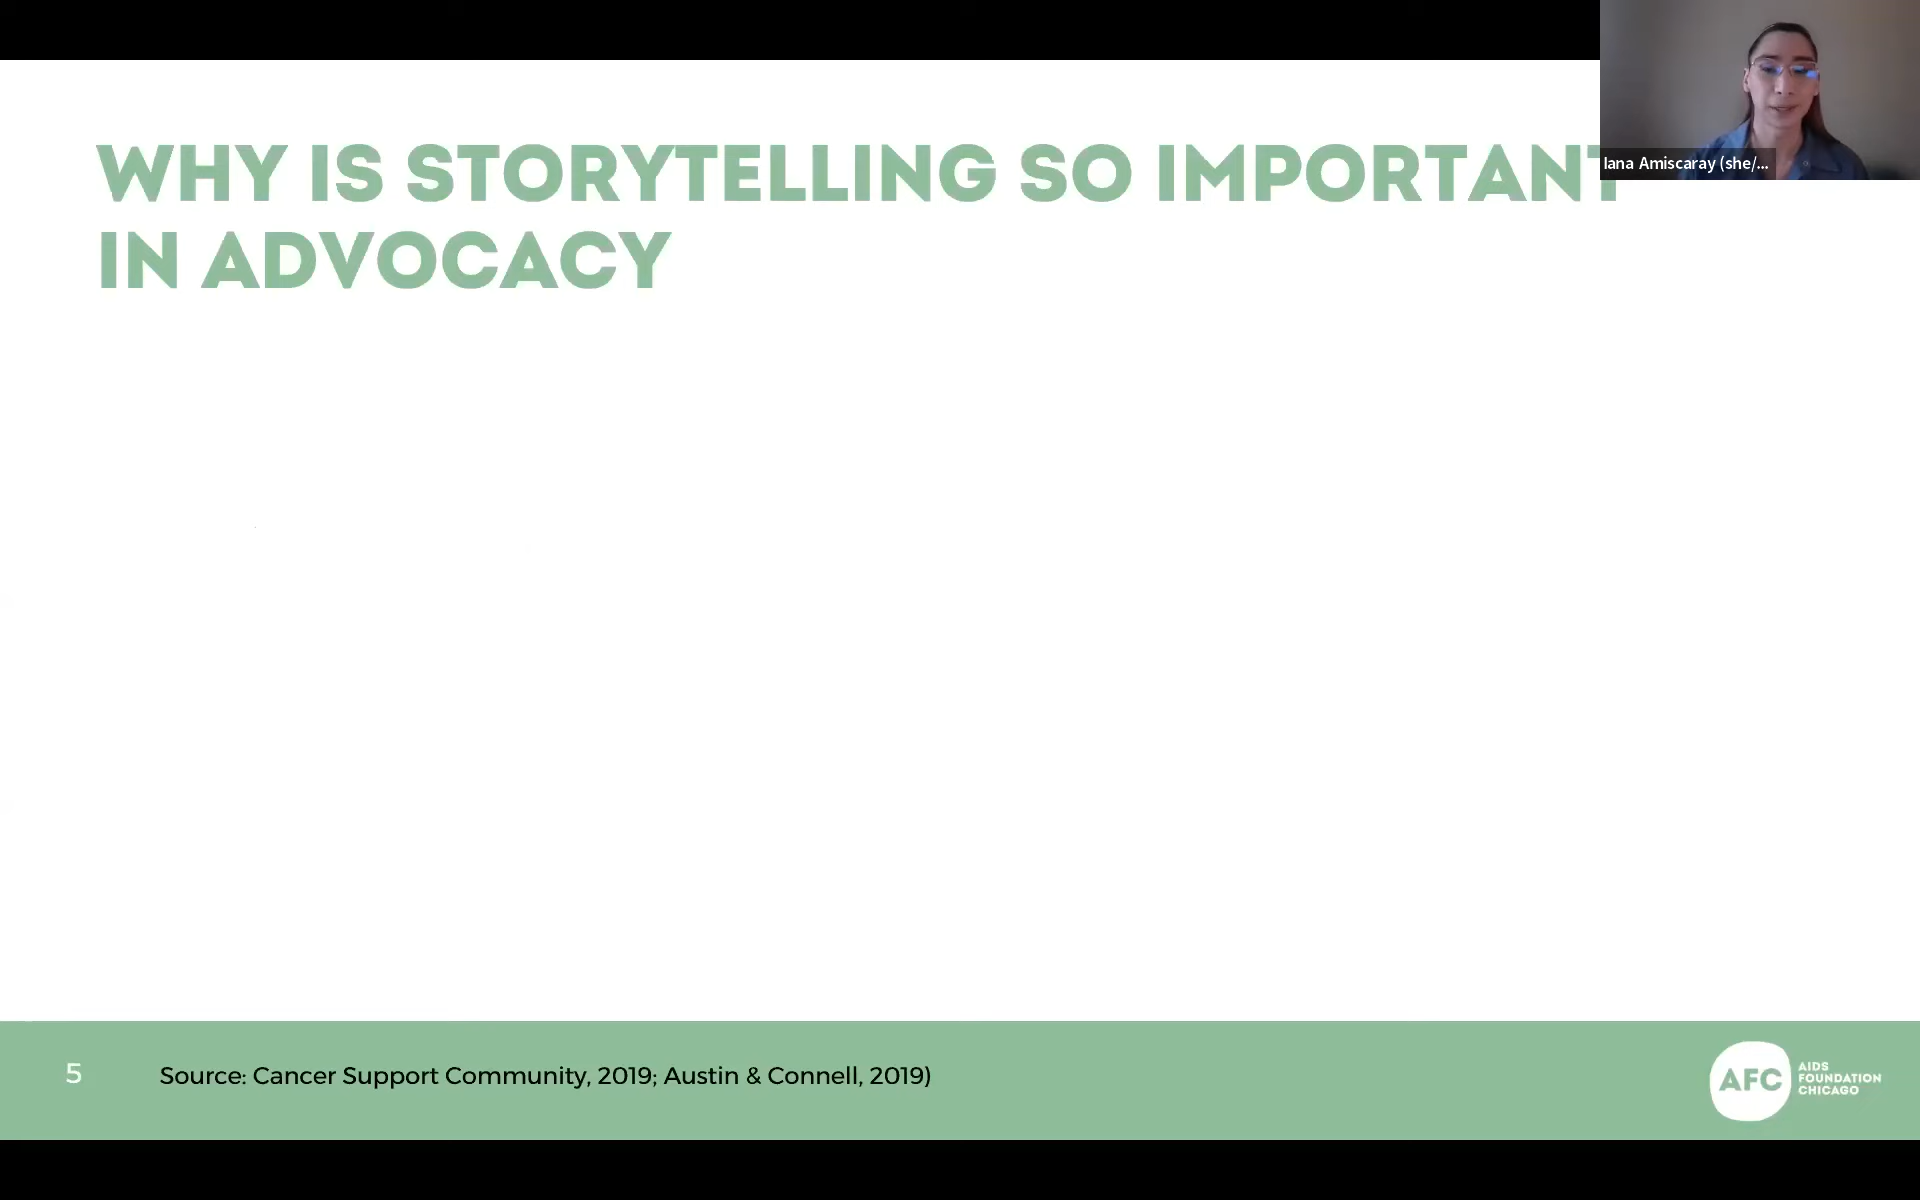 WHY IS STORYTELLING SO IMPORTANT
IN ADVOCACY
Iana Amiscaray (she/...
5
Source: Cancer Support Community, 2019; Austin & Connell, 2019)
AFC
AIDS
FOUNDATION
CHICAGO